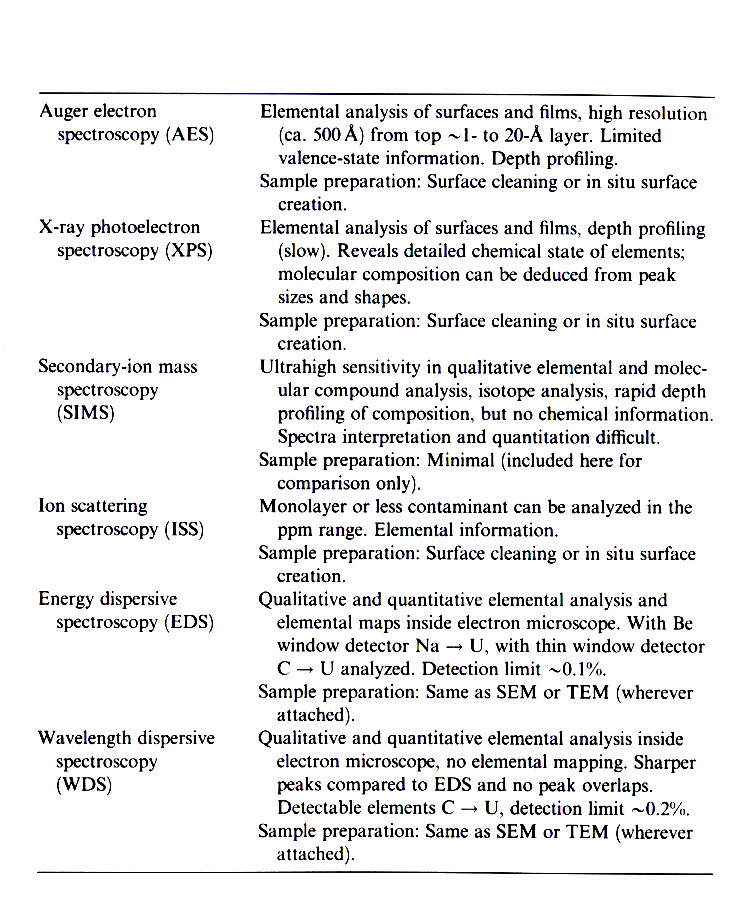 Auger electron
spectroscopy (AES)
Elemental analysis of surfaces and films, high resolution
(ca. 500 Å) from top ~1- to 20-Å layer. Limited
valence-state information. Depth profiling.
Sample preparation: Surface cleaning or in situ surface
creation.
X-ray photoelectron
spectroscopy (XPS)
Elemental analysis of surfaces and films, depth profiling
(slow). Reveals detailed chemical state of elements;
molecular composition can be deduced from peak
sizes and shapes.
Sample preparation: Surface cleaning or in situ surface
creation.
Secondary-ion mass
spectroscopy
(SIMS)
Ultrahigh sensitivity in qualitative elemental and molec-
ular compound analysis, isotope analysis, rapid depth
profiling of composition, but no chemical information.
Spectra interpretation and quantitation difficult.
Sample preparation: Minimal (included here for
comparison only).
Ion scattering
spectroscopy (ISS)
Monolayer or less contaminant can be analyzed in the
ppm range. Elemental information.
Sample preparation: Surface cleaning or in situ surface
creation.
Energy dispersive
spectroscopy (EDS)
Qualitative and quantitative elemental analysis and
elemental maps inside electron microscope. With Be
window detector Na → U, with thin window detector
C → U analyzed. Detection limit ~0.1%.
Sample preparation: Same as SEM or TEM (wherever
attached).
Wavelength dispersive
spectroscopy
(WDS)
Qualitative and quantitative elemental analysis inside
electron microscope, no elemental mapping. Sharper
peaks compared to EDS and no peak overlaps.
Detectable elements C → U, detection limit ~0.2%.
Sample preparation: Same as SEM or TEM (wherever
attached).